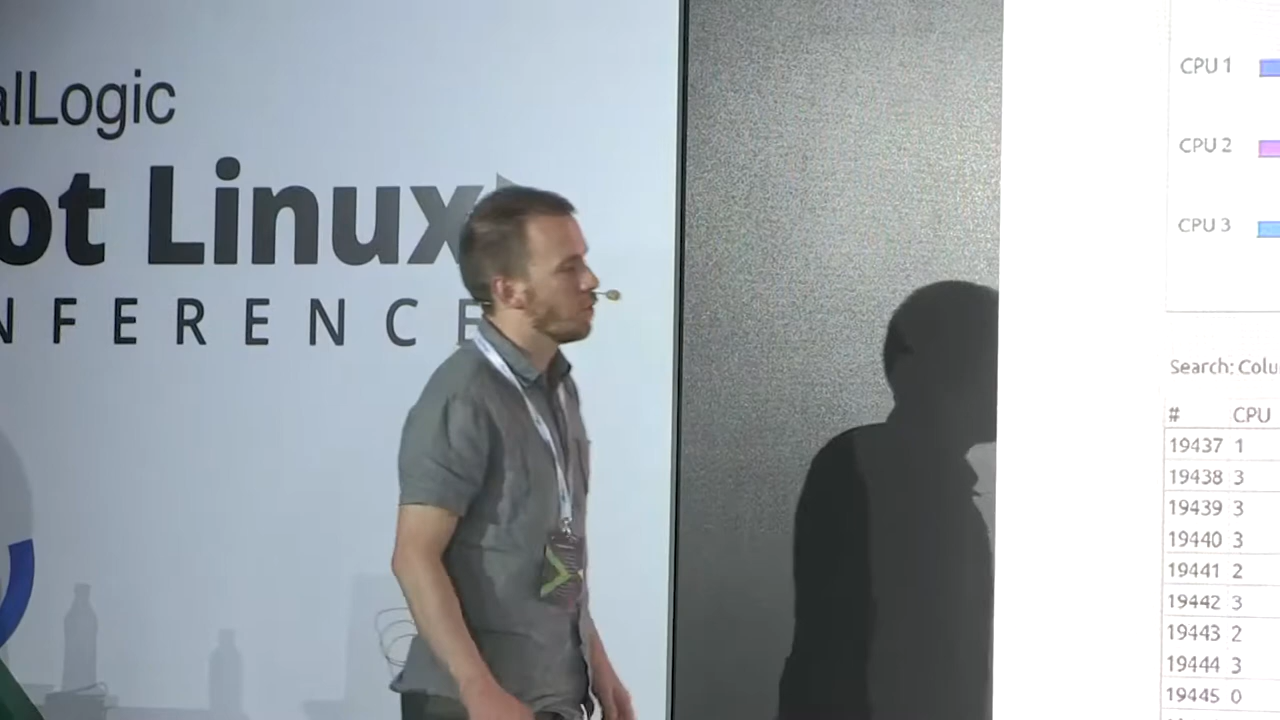 alLogic
ot Linux
NFERENCE
CPU 1
CPU 2
CPU 3
Search: Colu
# CPU
19437 1
19438 3
19439 3
19440 3
19441 2
19442 3
19443 2
19444 3
19445 0